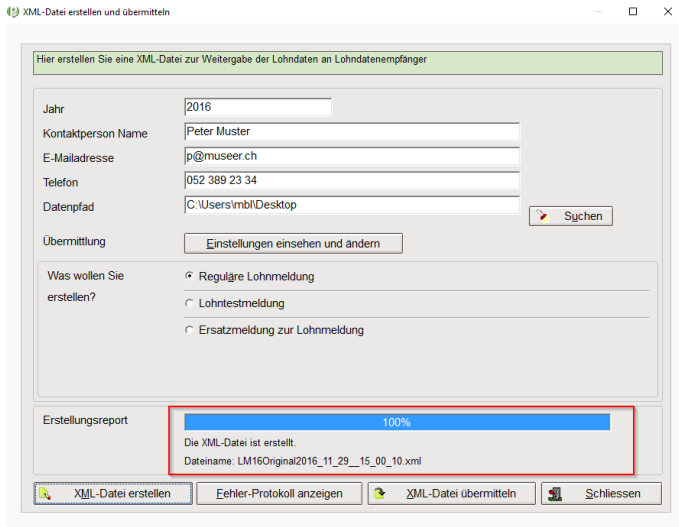 XML-Datei erstellen und übermitteln
Hier erstellen Sie eine XML-Datei zur Weitergabe der Lohndaten an Lohndatenempfänger
Jahr 2016
Kontaktperson Name Peter Muster
E-Mailadresse p@museer.ch
Telefon 052 389 23 34
Datenpfad C:\Users\mbl\Desktop
Suchen
Übermittlung Einstellungen einsehen und ändern
Was wollen Sie erstellen?
Reguläre Lohnmeldung
Lohntestmeldung
Ersatzmeldung zur Lohnmeldung
Erstellungsreport 100%
Die XML-Datei ist erstellt.
Dateiname: LM16Original2016_11_29__15_00_10.xml
XML-Datei erstellen Fehler-Protokoll anzeigen XML-Datei übermitteln Schliessen